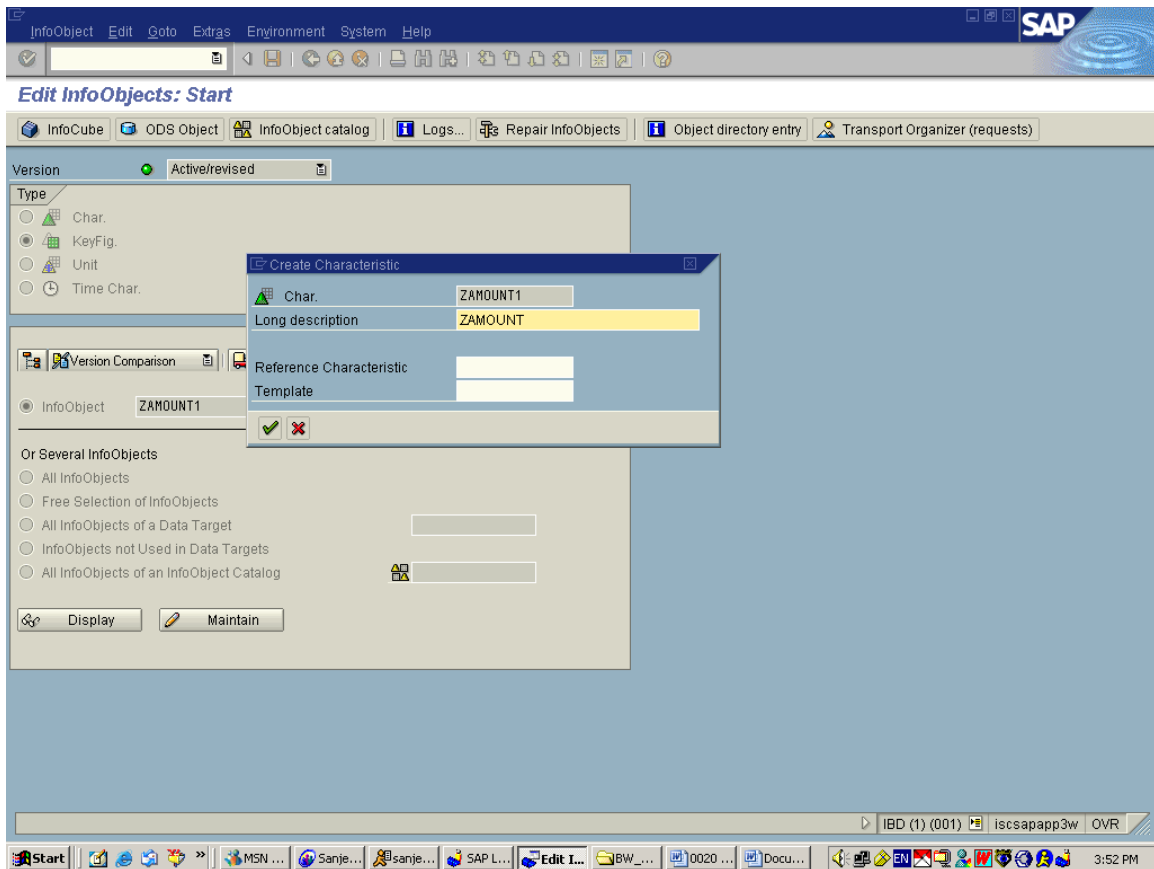 InfoObject Edit Goto Extras Environment System Help
SAP
Edit InfoObjects: Start
InfoCube ODS Object InfoObject catalog Logs... Repair InfoObjects Object directory entry Transport Organizer (requests)
Version Active/revised
Type
Char.
KeyFig.
Unit
Time Char.
Create Characteristic
Char. ZAMOUNT1
Long description ZAMOUNT
Reference Characteristic
Template
Version Comparison
InfoObject ZAMOUNT1
Or Several InfoObjects
All InfoObjects
Free Selection of InfoObjects
All InfoObjects of a Data Target
InfoObjects not Used in Data Targets
All InfoObjects of an InfoObject Catalog
Display Maintain
IBD (1) (001) iscsapapp3w OVR
Start » MSN ... Sanje... sanje... SAP L... Edit I... BW_... 0020 ... Docu... EN 3:52 PM